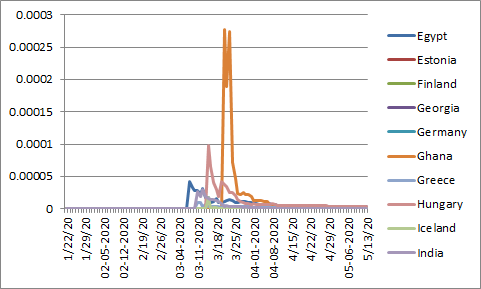 0.0003
0.00025
0.0002
0.00015
0.0001
0.00005
0
1/22/20
1/29/20
02-05-2020
02-12-2020
2/19/20
2/26/20
03-04-2020
03-11-2020
3/18/20
3/25/20
04-01-2020
04-08-2020
4/15/20
4/22/20
4/29/20
05-06-2020
5/13/20
Egypt
Estonia
Finland
Georgia
Germany
Ghana
Greece
Hungary
Iceland
India